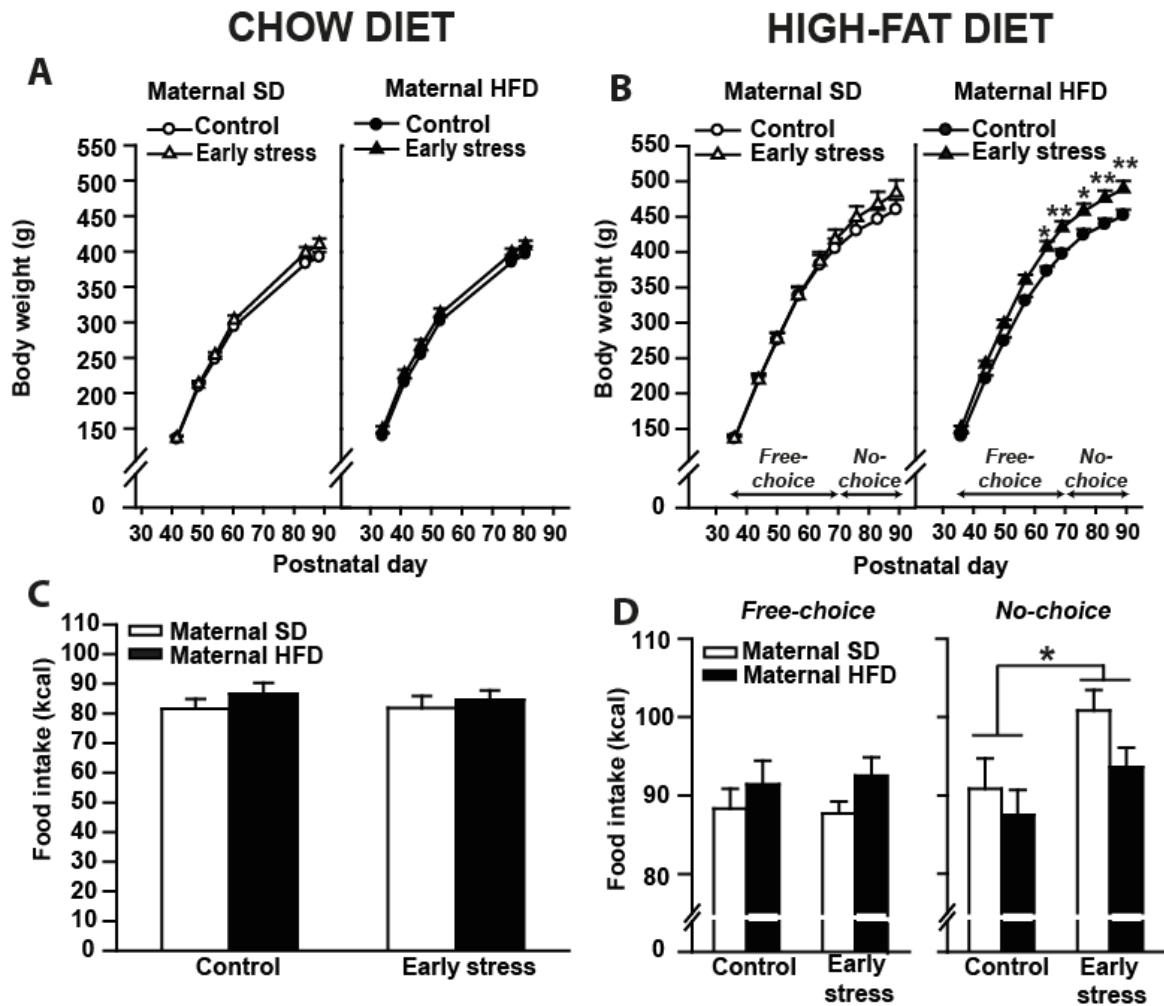 CHOW DIET
HIGH-FAT DIET
A
Maternal SD
Control
Early stress
Maternal HFD
Control
Early stress
Body weight (g)
550
500
450
400
350
300
250
200
150
0
30 40 50 60 70 80 90
30 40 50 60 70 80 90
Postnatal day
B
Maternal SD
Control
Early stress
Maternal HFD
Control
Early stress
Body weight (g)
550
500
450
400
350
300
250
200
150
0
* ** * ** **
Free-
choice
No-
choice
Free-
choice
No-
choice
30 40 50 60 70 80 90
30 40 50 60 70 80 90
Postnatal day
C
Maternal SD
Maternal HFD
Food intake (kcal)
110
100
90
80
70
60
50
40
30
20
10
0
Control
Early stress
D
Free-choice
No-choice
Maternal SD
Maternal HFD
*
Food intake (kcal)
110
100
90
80
0
Control
Early
stress
Control
Early
stress